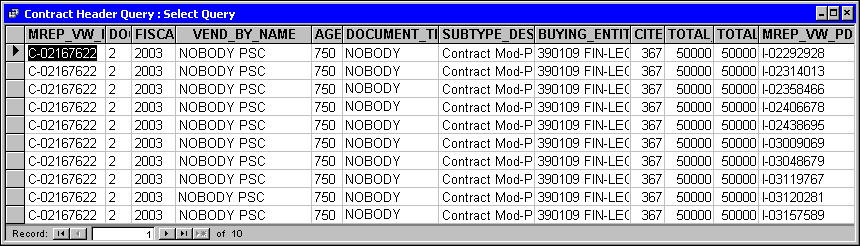 Contract Header Query : Select Query
MREP_VW_I DOC FISCA VEND_BY_NAME AGE DOCUMENT_TI SUBTYPE_DES BUYING_ENTIT CITE TOTAL TOTAL MREP_VW_PD
C-02167622 2 2003 NOBODY PSC 750 NOBODY Contract Mod-P 390109 FIN-LEC 367 50000 50000 I-02292928
C-02167622 2 2003 NOBODY PSC 750 NOBODY Contract Mod-P 390109 FIN-LEC 367 50000 50000 I-02314013
C-02167622 2 2003 NOBODY PSC 750 NOBODY Contract Mod-P 390109 FIN-LEC 367 50000 50000 I-02358466
C-02167622 2 2003 NOBODY PSC 750 NOBODY Contract Mod-P 390109 FIN-LEC 367 50000 50000 I-02406678
C-02167622 2 2003 NOBODY PSC 750 NOBODY Contract Mod-P 390109 FIN-LEC 367 50000 50000 I-02438695
C-02167622 2 2003 NOBODY PSC 750 NOBODY Contract Mod-P 390109 FIN-LEC 367 50000 50000 I-03009069
C-02167622 2 2003 NOBODY PSC 750 NOBODY Contract Mod-P 390109 FIN-LEC 367 50000 50000 I-03048679
C-02167622 2 2003 NOBODY PSC 750 NOBODY Contract Mod-P 390109 FIN-LEC 367 50000 50000 I-03119767
C-02167622 2 2003 NOBODY PSC 750 NOBODY Contract Mod-P 390109 FIN-LEC 367 50000 50000 I-03120281
C-02167622 2 2003 NOBODY PSC 750 NOBODY Contract Mod-P 390109 FIN-LEC 367 50000 50000 I-03157589
Record: 1 of 10